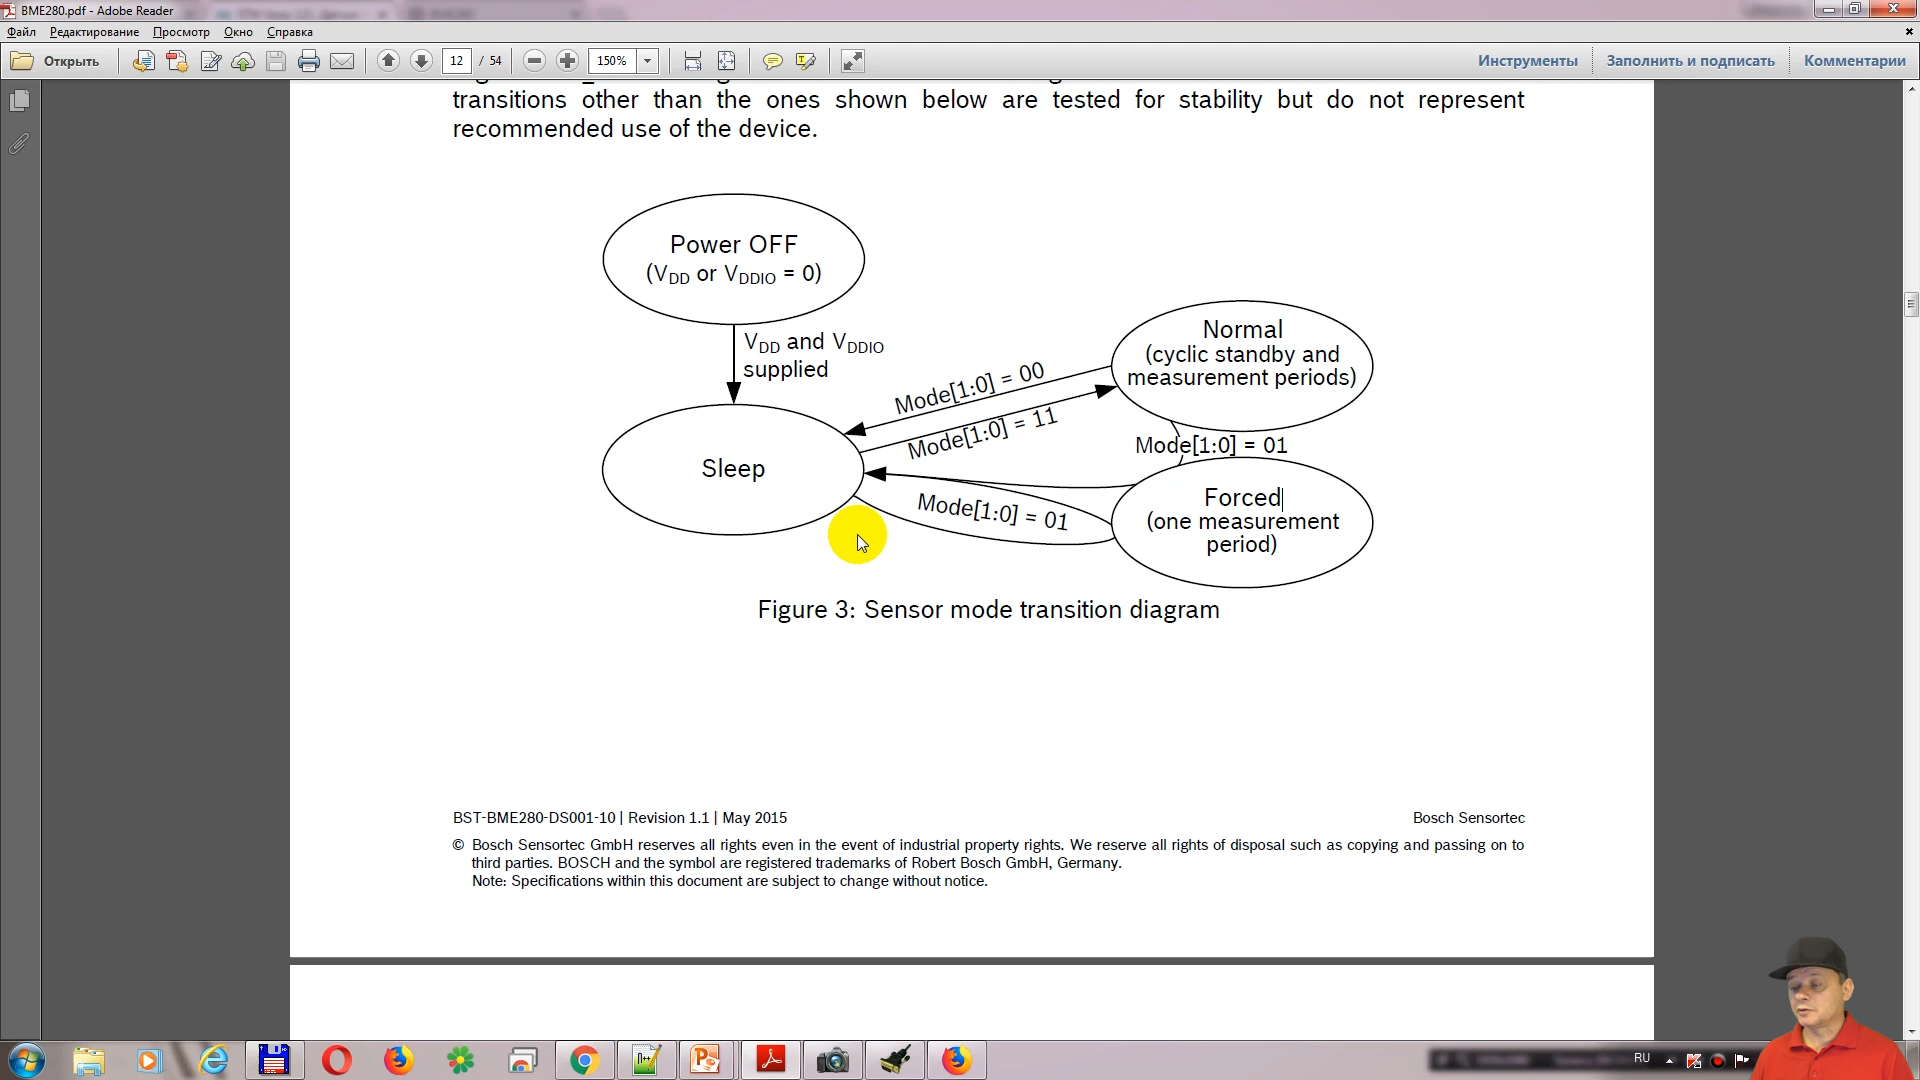 BME280.pdf - Adobe Reader
Файл Редактирование Просмотр Окно Справка
Открыть 12 / 54 150% Инструменты Заполнить и подписать Комментарии
transitions other than the ones shown below are tested for stability but do not represent
recommended use of the device.
Power OFF
(VDD or VDDIO = 0)
VDD and VDDIO
supplied
Normal
(cyclic standby and
measurement periods)
Mode[1:0] = 00
Mode[1:0] = 11
Mode[1:0] = 01
Sleep
Mode[1:0] = 01
Forced
(one measurement
period)
Figure 3: Sensor mode transition diagram
BST-BME280-DS001-10 | Revision 1.1 | May 2015 Bosch Sensortec
© Bosch Sensortec GmbH reserves all rights even in the event of industrial property rights. We reserve all rights of disposal such as copying and passing on to
third parties. BOSCH and the symbol are registered trademarks of Robert Bosch GmbH, Germany.
Note: Specifications within this document are subject to change without notice.
RU